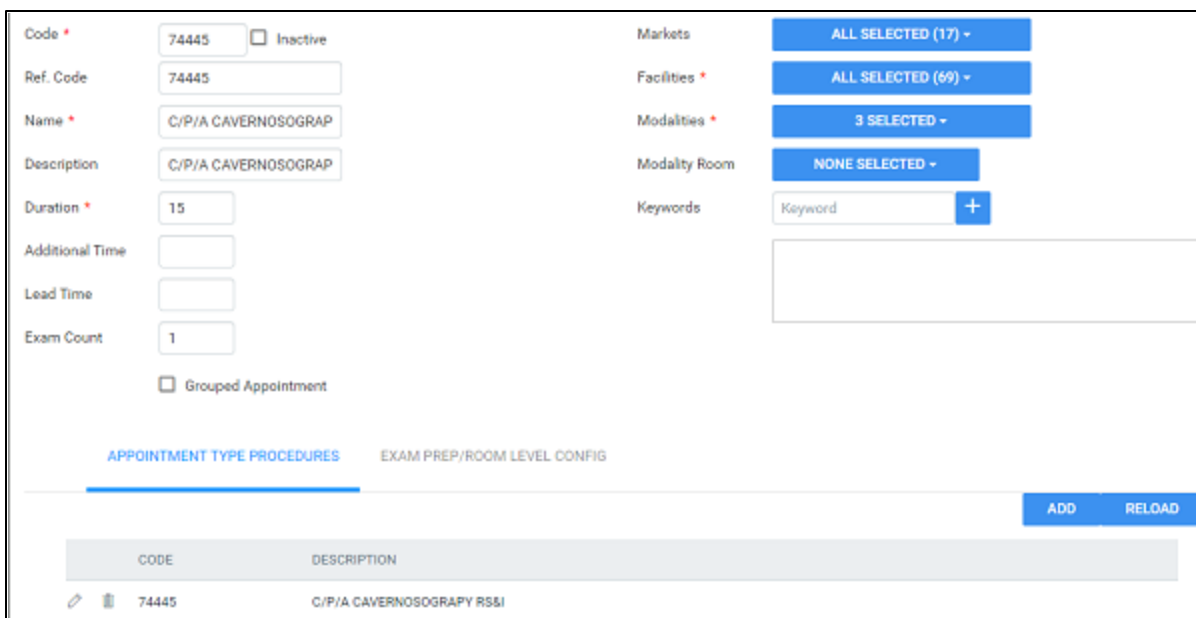 Code *
74445
Inactive
Ref. Code
74445
Name *
C/P/A CAVERNOSOGRAP
Description
C/P/A CAVERNOSOGRAP
Duration *
15
Additional Time
Lead Time
Exam Count
1
Grouped Appointment
Markets
ALL SELECTED (17)
Facilities *
ALL SELECTED (69)
Modalities *
3 SELECTED
Modality Room
NONE SELECTED
Keywords
Keyword
+
APPOINTMENT TYPE PROCEDURES
EXAM PREP/ROOM LEVEL CONFIG
ADD
RELOAD
CODE
DESCRIPTION
74445
C/P/A CAVERNOSOGRAPY RS&I